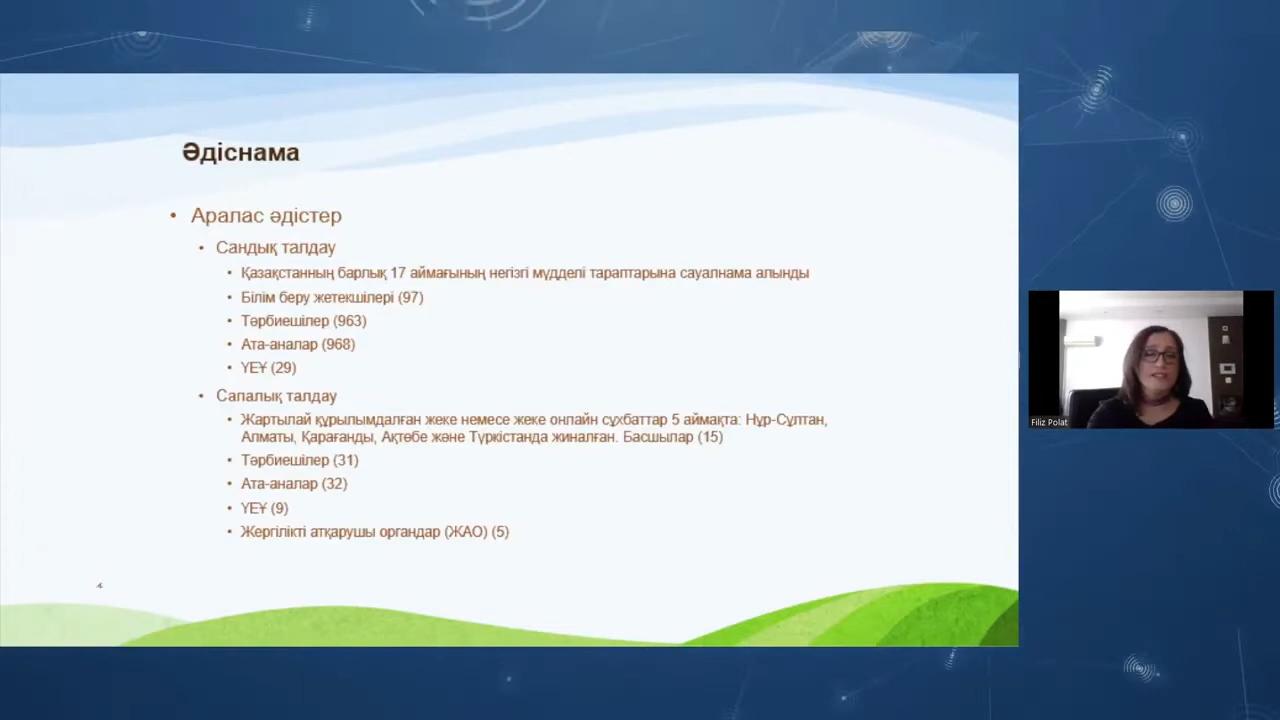 Әдіснама
• Аралас әдістер
• Сандық талдау
• Қазақстанның барлық 17 аймағының негізгі мүдделі тараптарына сауалнама алынды
• Білім беру жетекшілері (97)
• Тәрбиешілер (963)
• Ата-аналар (968)
• ҮЕҰ (29)
• Сапалық талдау
• Жартылай құрылымдалған жеке немесе жеке онлайн сұхбаттар 5 аймақта: Нұр-Сұлтан,
Алматы, Қарағанды, Ақтөбе және Түркістанда жиналған. Басшылар (15)
• Тәрбиешілер (31)
• Ата-аналар (32)
• ҮЕҰ (9)
• Жергілікті атқарушы органдар (ЖАО) (5)
Filiz Polat